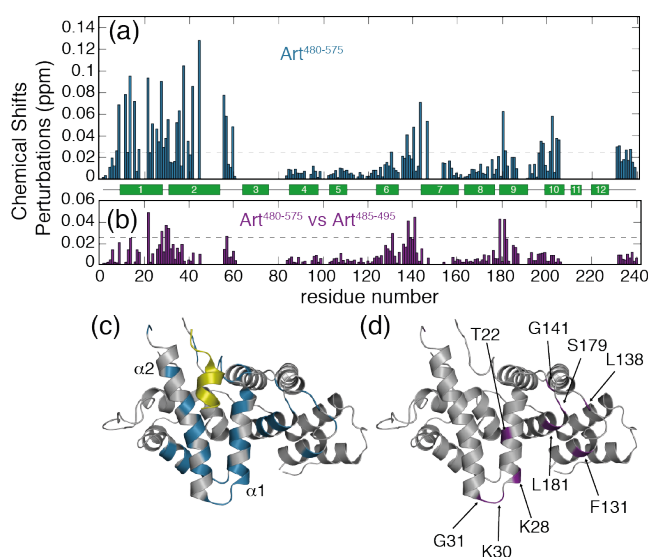 (a)
Art480-575
Chemical Shifts
Perturbations (ppm)
0.14
0.12
0.1
0.08
0.06
0.04
0.02
0
1 2 3 4 5 6 7 8 9 10 11 12
(b)
Art480-575 vs Art485-495
0.06
0.04
0.02
0
0 20 40 60 80 100 120 140 160 180 200 220 240
residue number
(c)
α2
α1
(d)
T22
G141
S179
L138
L181
F131
K28
K30
G31